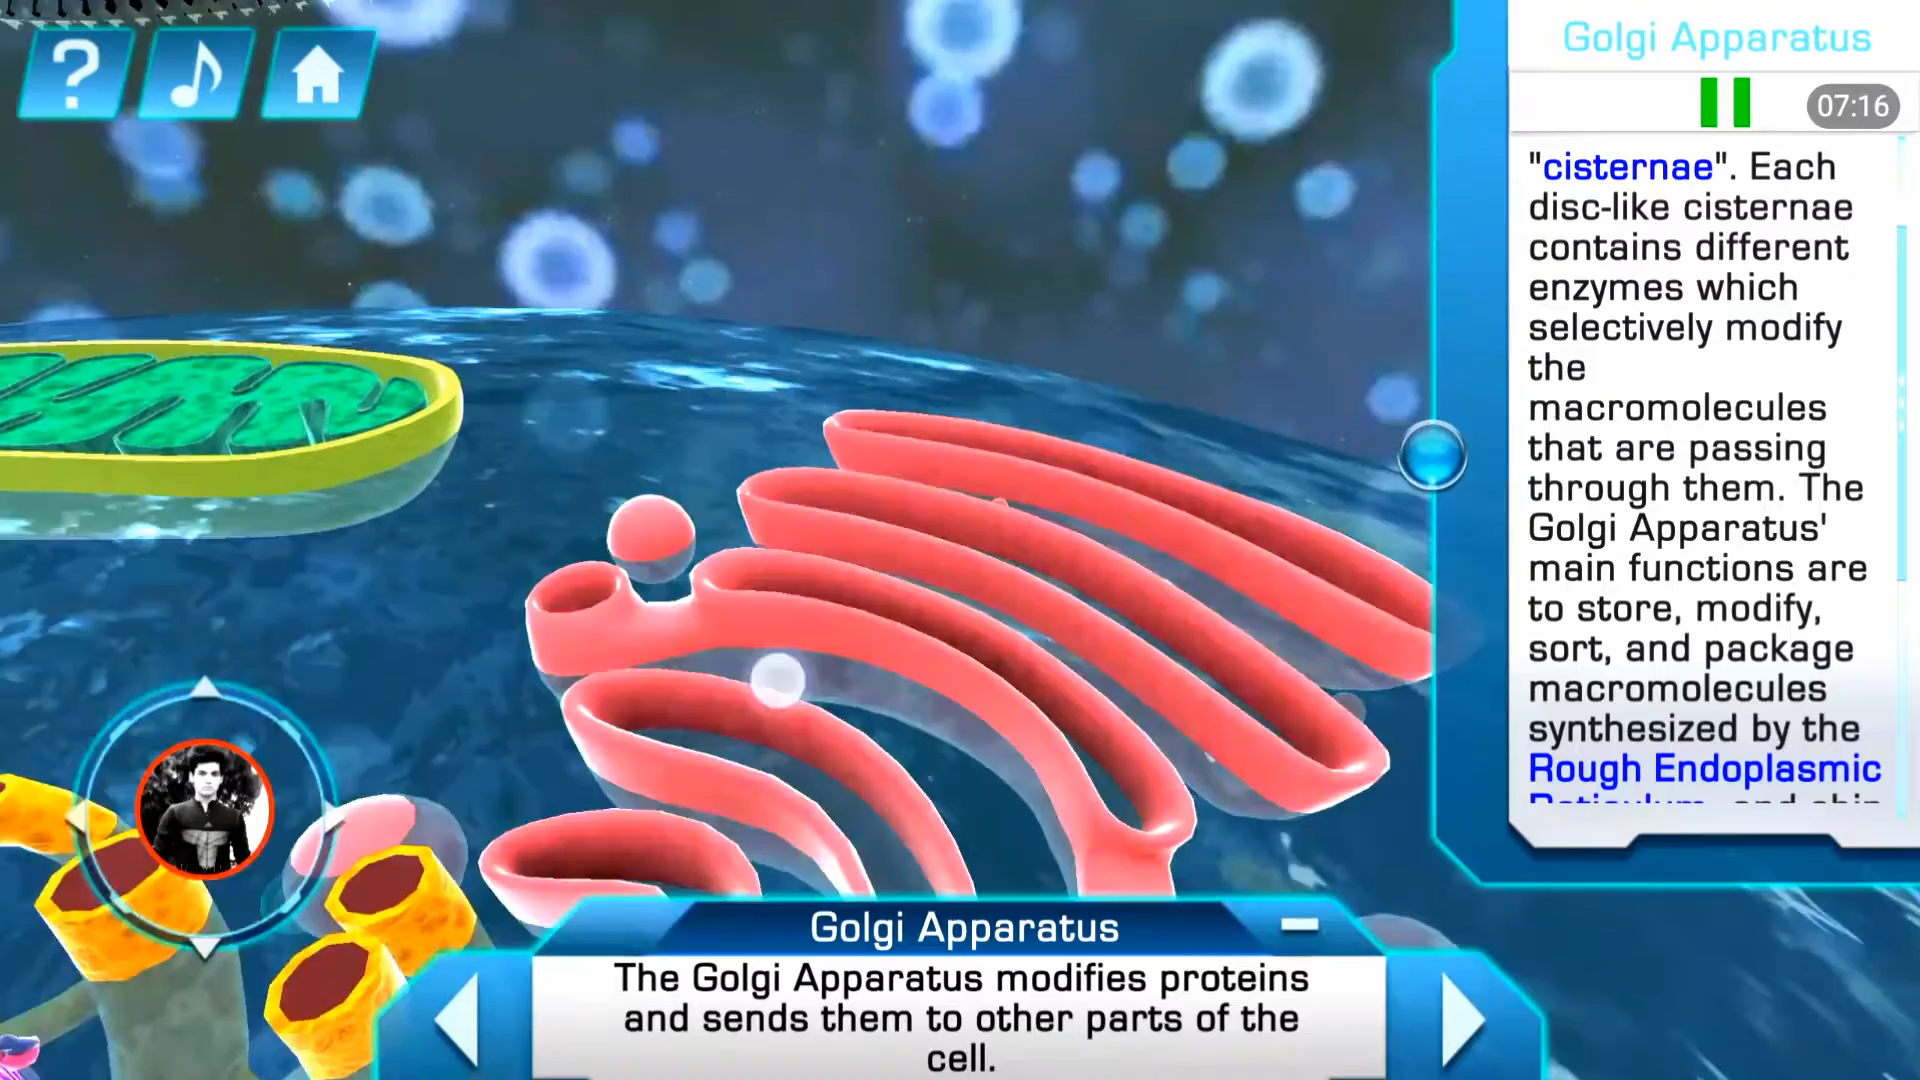 Golgi Apparatus
07:16
"cisternae". Each
disc-like cisternae
contains different
enzymes which
selectively modify
the
macromolecules
that are passing
through them. The
Golgi Apparatus'
main functions are
to store, modify,
sort, and package
macromolecules
synthesized by the
Rough Endoplasmic
Golgi Apparatus
The Golgi Apparatus modifies proteins
and sends them to other parts of the
cell.